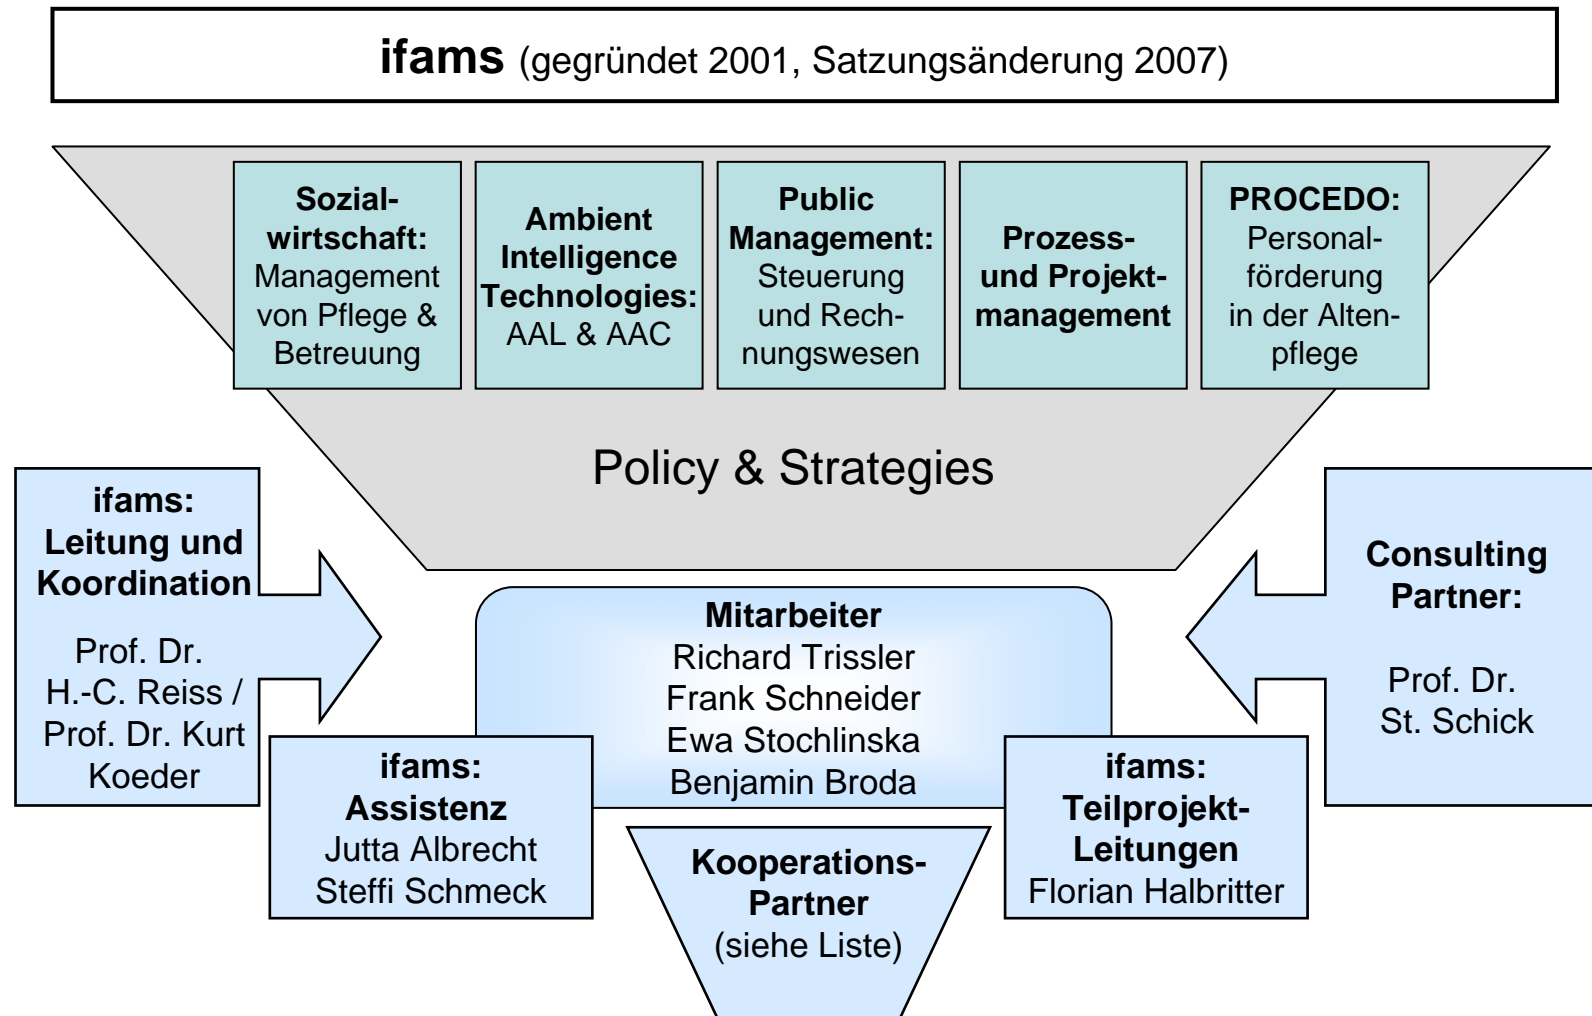 ifams (gegründet 2001, Satzungsänderung 2007)
Sozial-
wirtschaft:
Management
von Pflege &
Betreuung
Ambient
Intelligence
Technologies:
AAL & AAC
Public
Management:
Steuerung
und Rech-
nungswesen
Prozess-
und Projekt-
management
PROCEDO:
Personal-
förderung
in der Alten-
pflege
Policy & Strategies
ifams:
Leitung und
Koordination
Prof. Dr.
H.-C. Reiss /
Prof. Dr. Kurt
Koeder
Consulting
Partner:
Prof. Dr.
St. Schick
Mitarbeiter
Richard Trissler
Frank Schneider
Ewa Stochlinska
Benjamin Broda
ifams:
Assistenz
Jutta Albrecht
Steffi Schmeck
ifams:
Teilprojekt-
Leitungen
Florian Halbritter
Kooperations-
Partner
(siehe Liste)